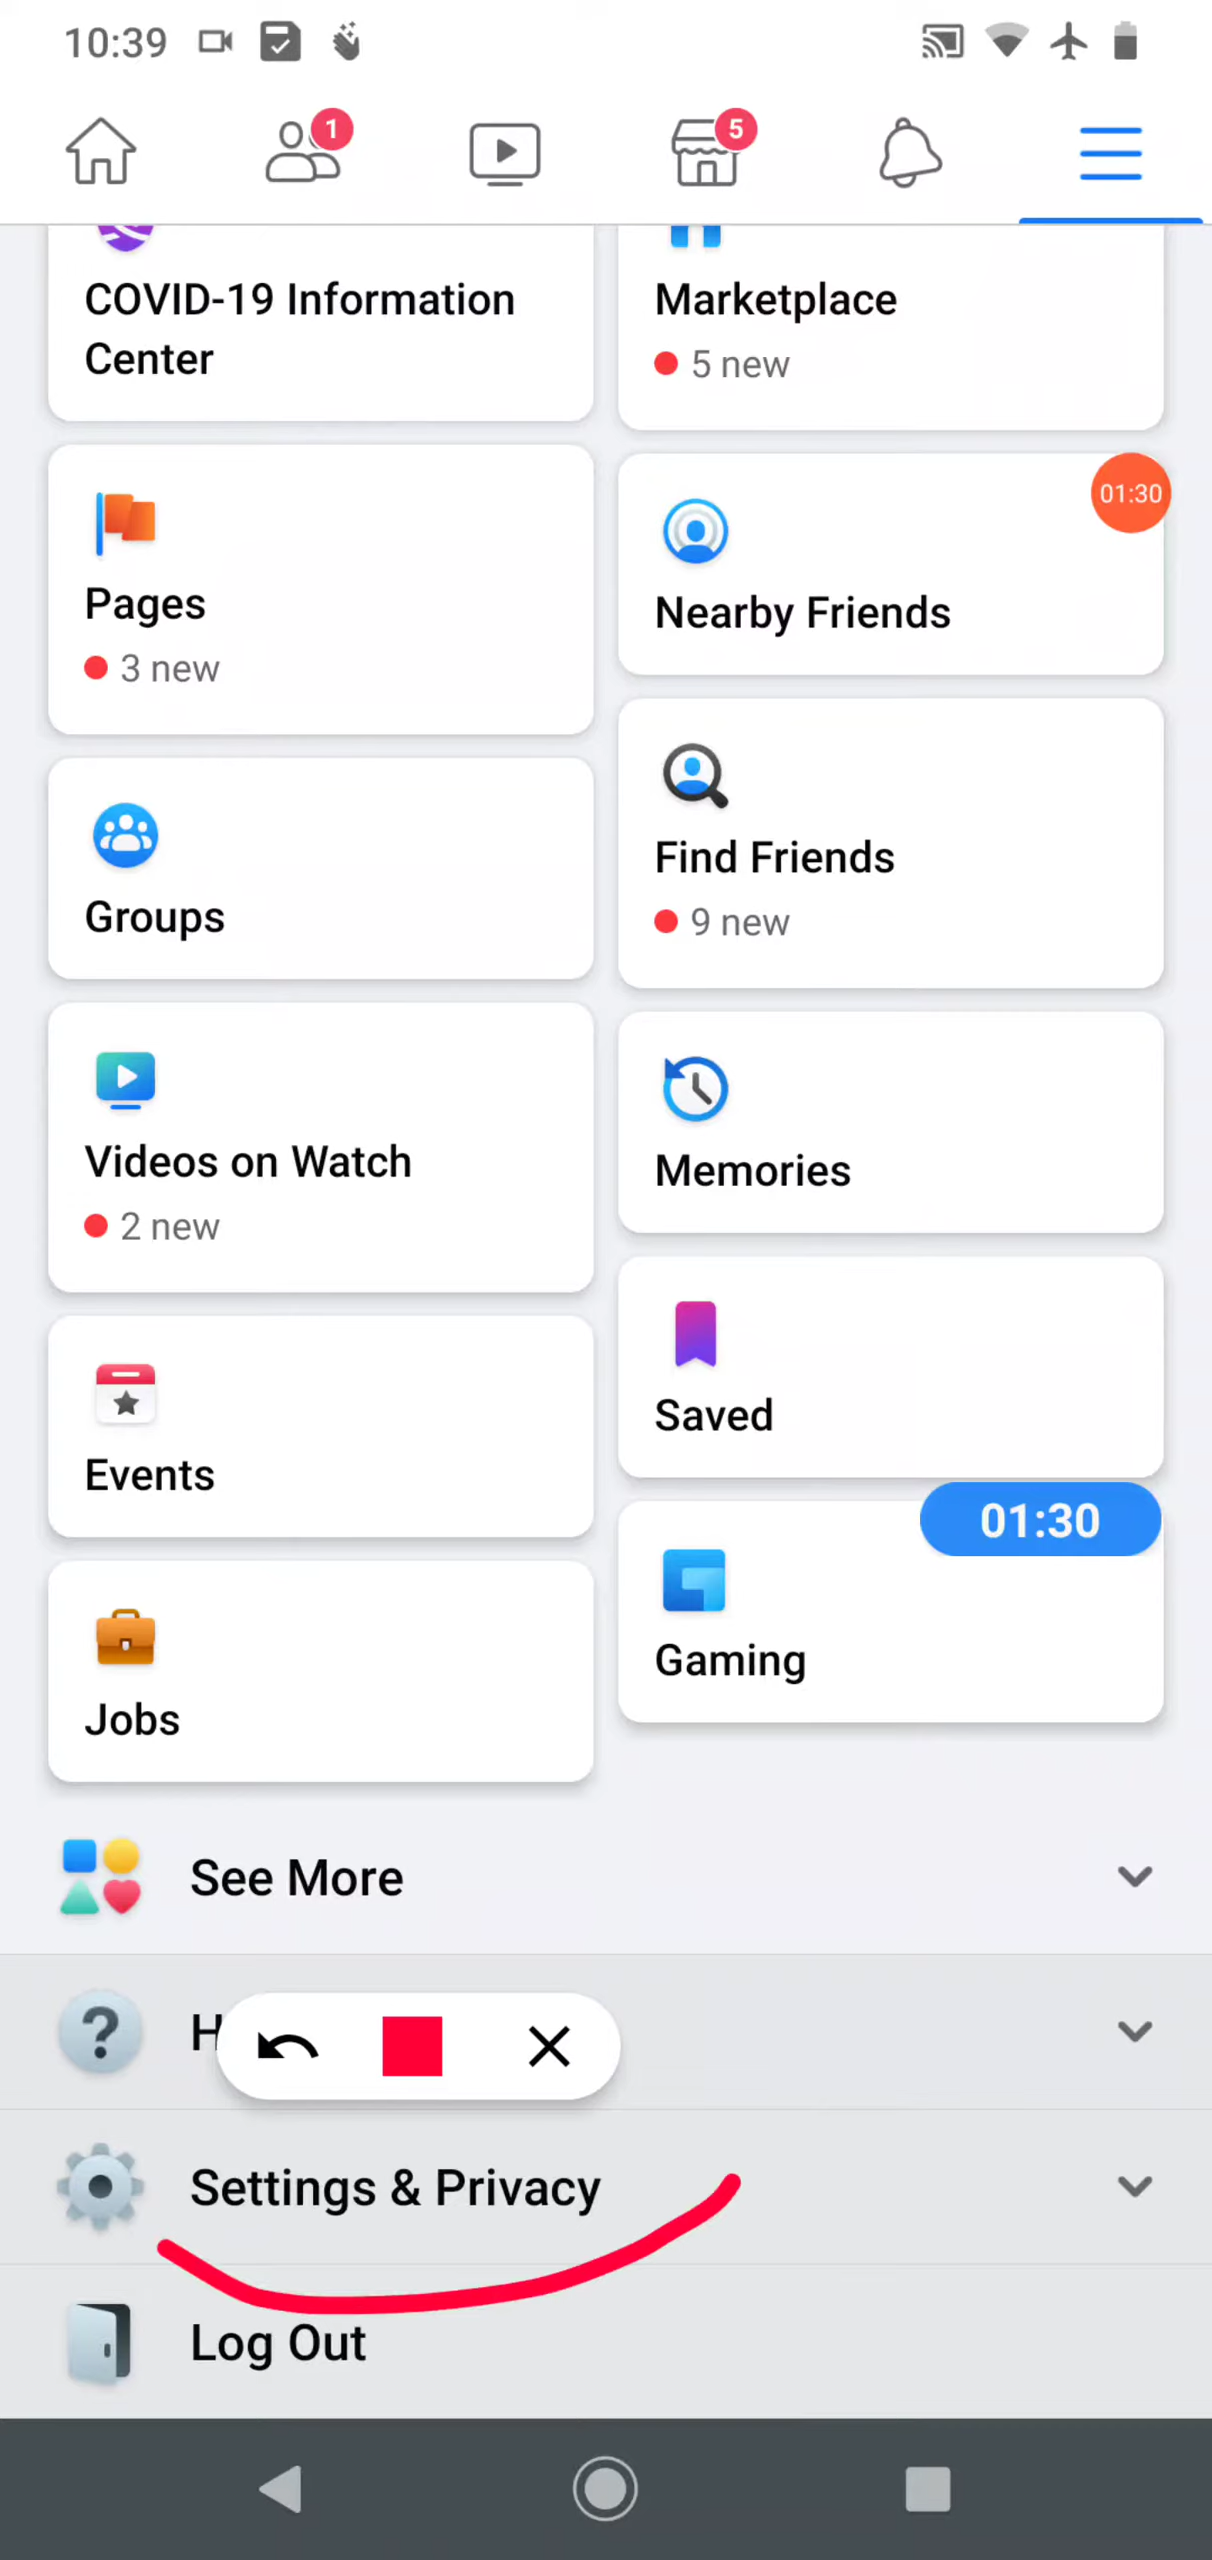 10:39
1
5
COVID-19 Information
Center
Marketplace
5 new
Pages
3 new
01:30
Nearby Friends
Groups
Find Friends
9 new
Videos on Watch
2 new
Memories
Events
Saved
01:30
Gaming
Jobs
See More
H
Settings & Privacy
Log Out